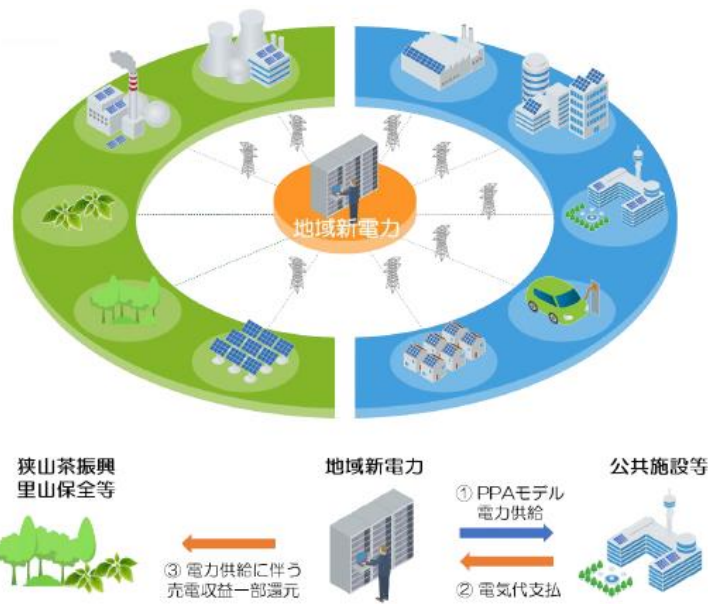 地域新電力
狭山茶振興
里山保全等
地域新電力
公共施設等
① PPAモデル
電力供給
② 電気代支払
③ 電力供給に伴う
売電収益一部還元